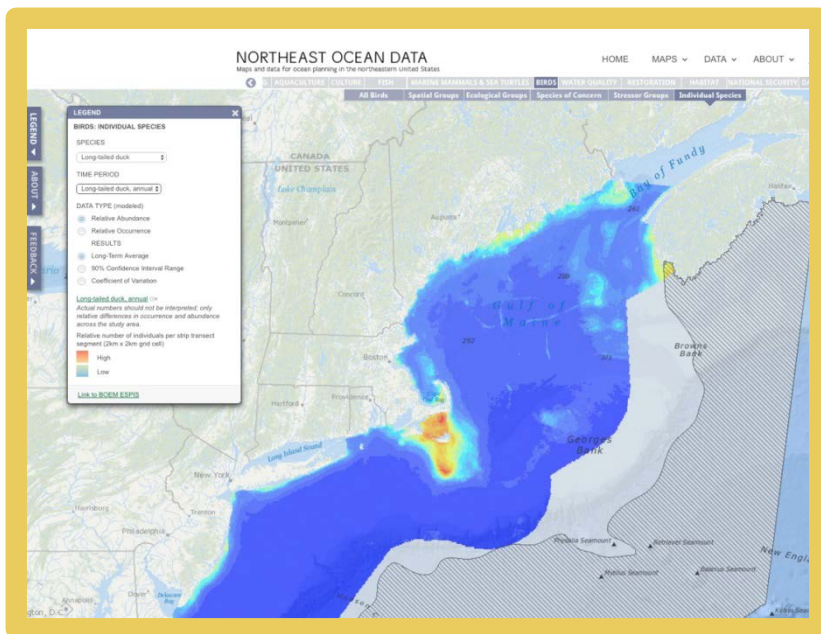 NORTHEAST OCEAN DATA
Maps and data for ocean planning in the northeastern United States
HOME MAPS DATA ABOUT
AQUACULTURE CULTURE FISH MARINE MAMMALS & SEA TURTLES BIRDS WATER QUALITY RESTORATION HABITAT NATIONAL SECURITY
All Birds Spatial Groups Ecological Groups Species of Concern Stressor Groups Individual Species
LEGEND
ABOUT
FEEDBACK
LEGEND
BIRDS: INDIVIDUAL SPECIES
SPECIES
Long-tailed duck
TIME PERIOD
Long-tailed duck, annual
DATA TYPE (modeled)
Relative Abundance
Relative Occurrence
RESULTS
Long-Term Average
90% Confidence Interval Range
Coefficient of Variation
Long-tailed duck, annual
Actual numbers should not be interpreted; only
relative differences in occurrence and abundance
across the study area.
Relative number of individuals per strip transect
segment (2km x 2km grid cell)
High
Low
Link to BOEM ESPIS
CANADA
UNITED STATES
Lake Champlain
Montpelier
Augusta
Bay of Fundy
Halifax
Concord
Gulf of
Maine
Browns
Bank
Boston
Providence
Hartford
Long Island Sound
Georges
Bank
New York
Trenton
Harrisburg
Philadelphia
Physalia Seamount
Retriever Seamount
Mytilus Seamount
Balanus Seamount
New Engl
Dover
Delaware
Bay
Annapolis
ton, D.C.